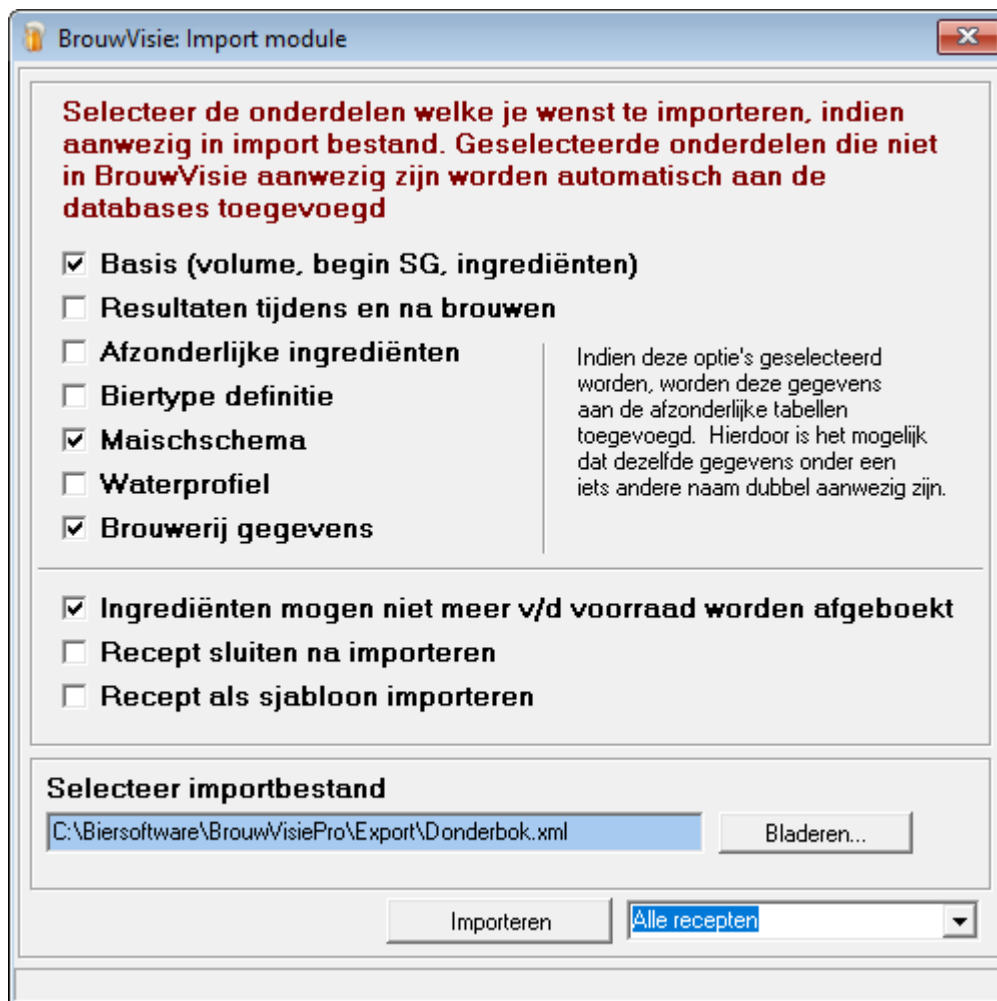 BrouwVisie: Import module
Selecteer de onderdelen welke je wenst te importeren, indien
aanwezig in import bestand. Geselecteerde onderdelen die niet
in BrouwVisie aanwezig zijn worden automatisch aan de
databases toegevoegd
Basis (volume, begin SG, ingrediënten)
Resultaten tijdens en na brouwen
Afzonderlijke ingrediënten
Biertype definitie
Maischschema
Waterprofiel
Brouwerij gegevens
Indien deze optie's geselecteerd
worden, worden deze gegevens
aan de afzonderlijke tabellen
toegevoegd. Hierdoor is het mogelijk
dat dezelfde gegevens onder een
iets andere naam dubbel aanwezig zijn.
Ingrediënten mogen niet meer v/d voorraad worden afgeboekt
Recept sluiten na importeren
Recept als sjabloon importeren
Selecteer importbestand
C:\Biersoftware\BrouwVisiePro\Export\Donderbok.xml
Bladeren...
Importeren
Alle recepten